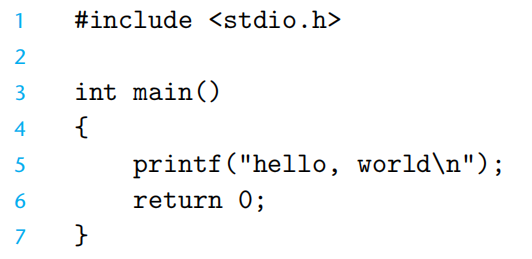 1 #include <stdio.h>
2
3 int main()
4 {
5     printf("hello, world\n");
6     return 0;
7 }